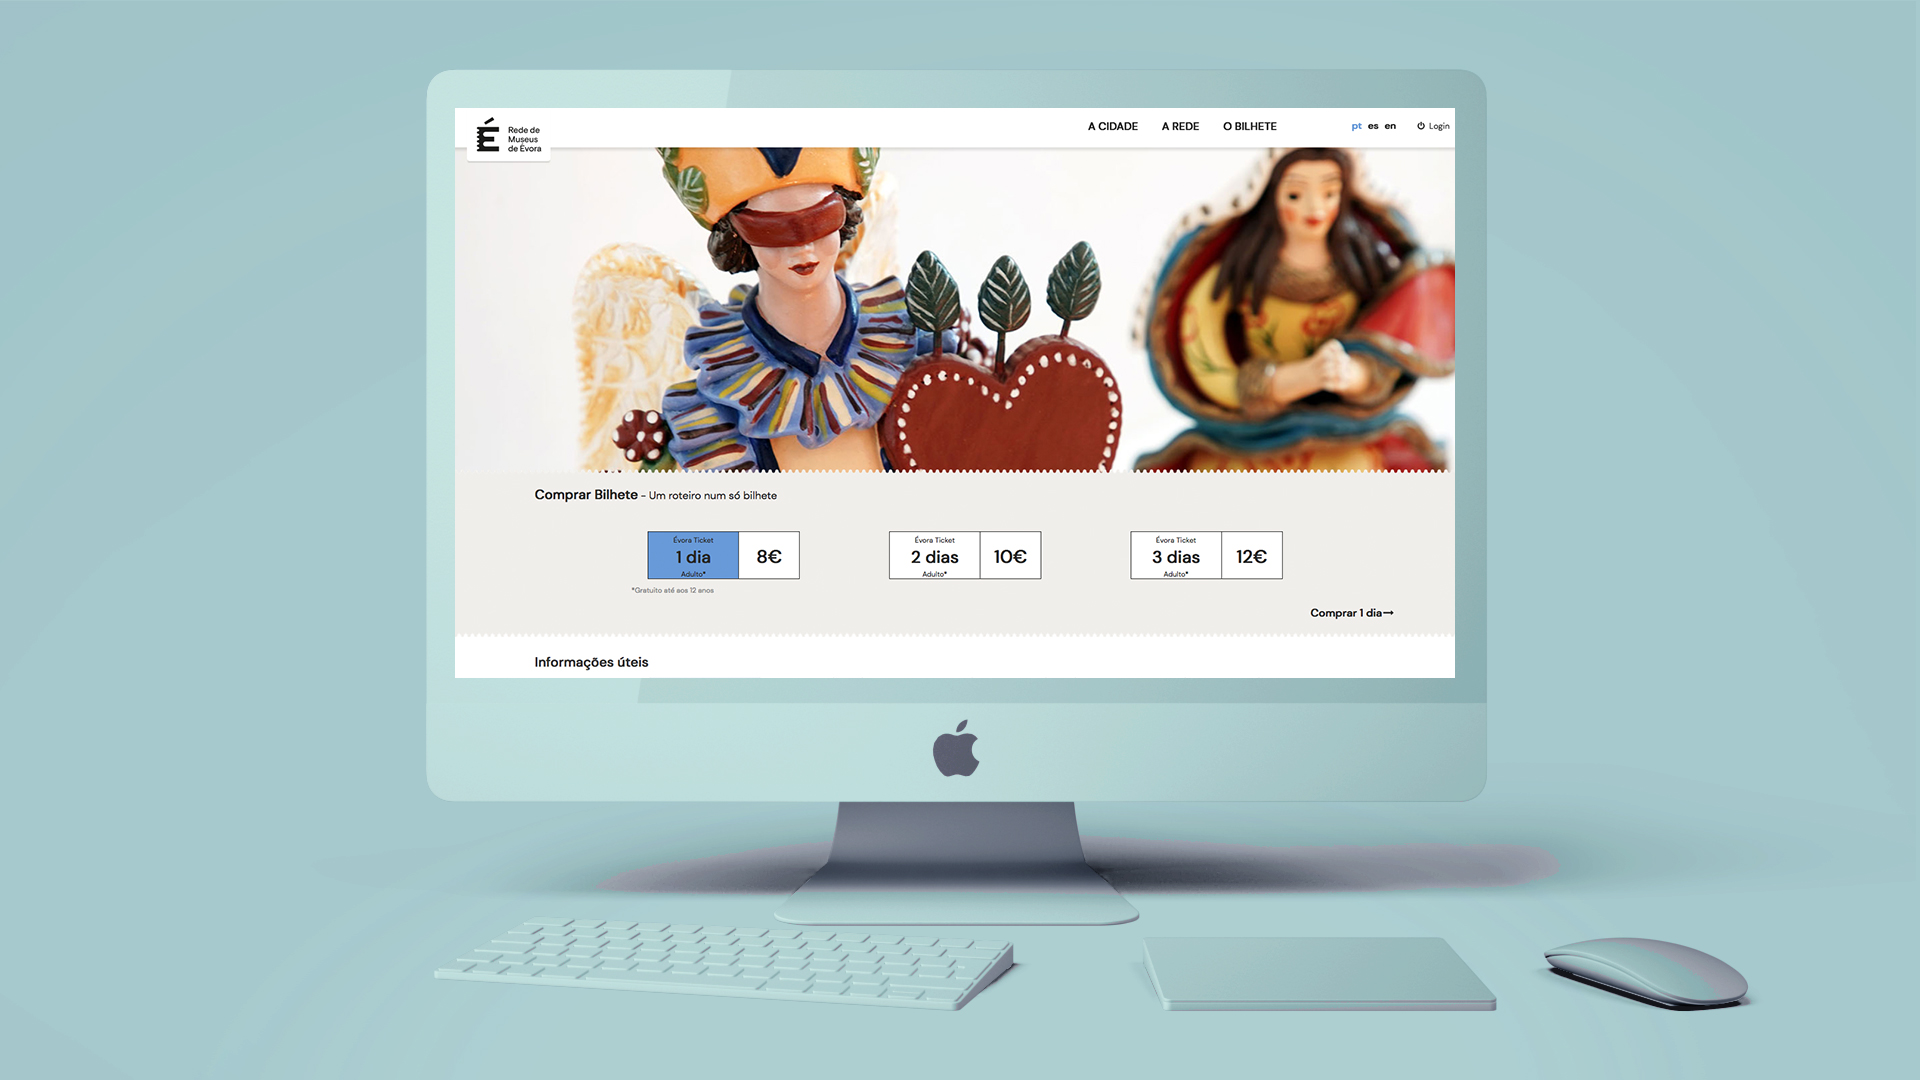 É Rede de
Museus
de Évora
A CIDADE A REDE O BILHETE pt es en Login
Comprar Bilhete - Um roteiro num só bilhete
Évora Ticket
1 dia
Adulto*
8€
Évora Ticket
2 dias
Adulto*
10€
Évora Ticket
3 dias
Adulto*
12€
*Gratuito até aos 12 anos
Comprar 1 dia→
Informações úteis